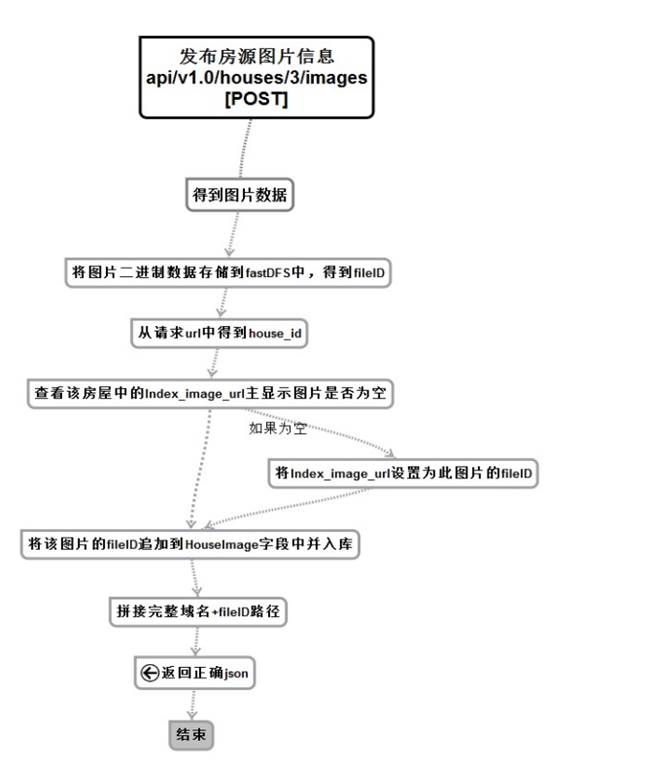 发布房源图片信息
api/v1.0/houses/3/images
[POST]
得到图片数据
将图片二进制数据存储到fastDFS中，得到fileID
从请求url中得到house_id
查看该房屋中的Index_image_url主显示图片是否为空
如果为空
将Index_image_url设置为此图片的fileID
将该图片的fileID追加到HouseImage字段中并入库
拼接完整域名+fileID路径
返回正确json
结束